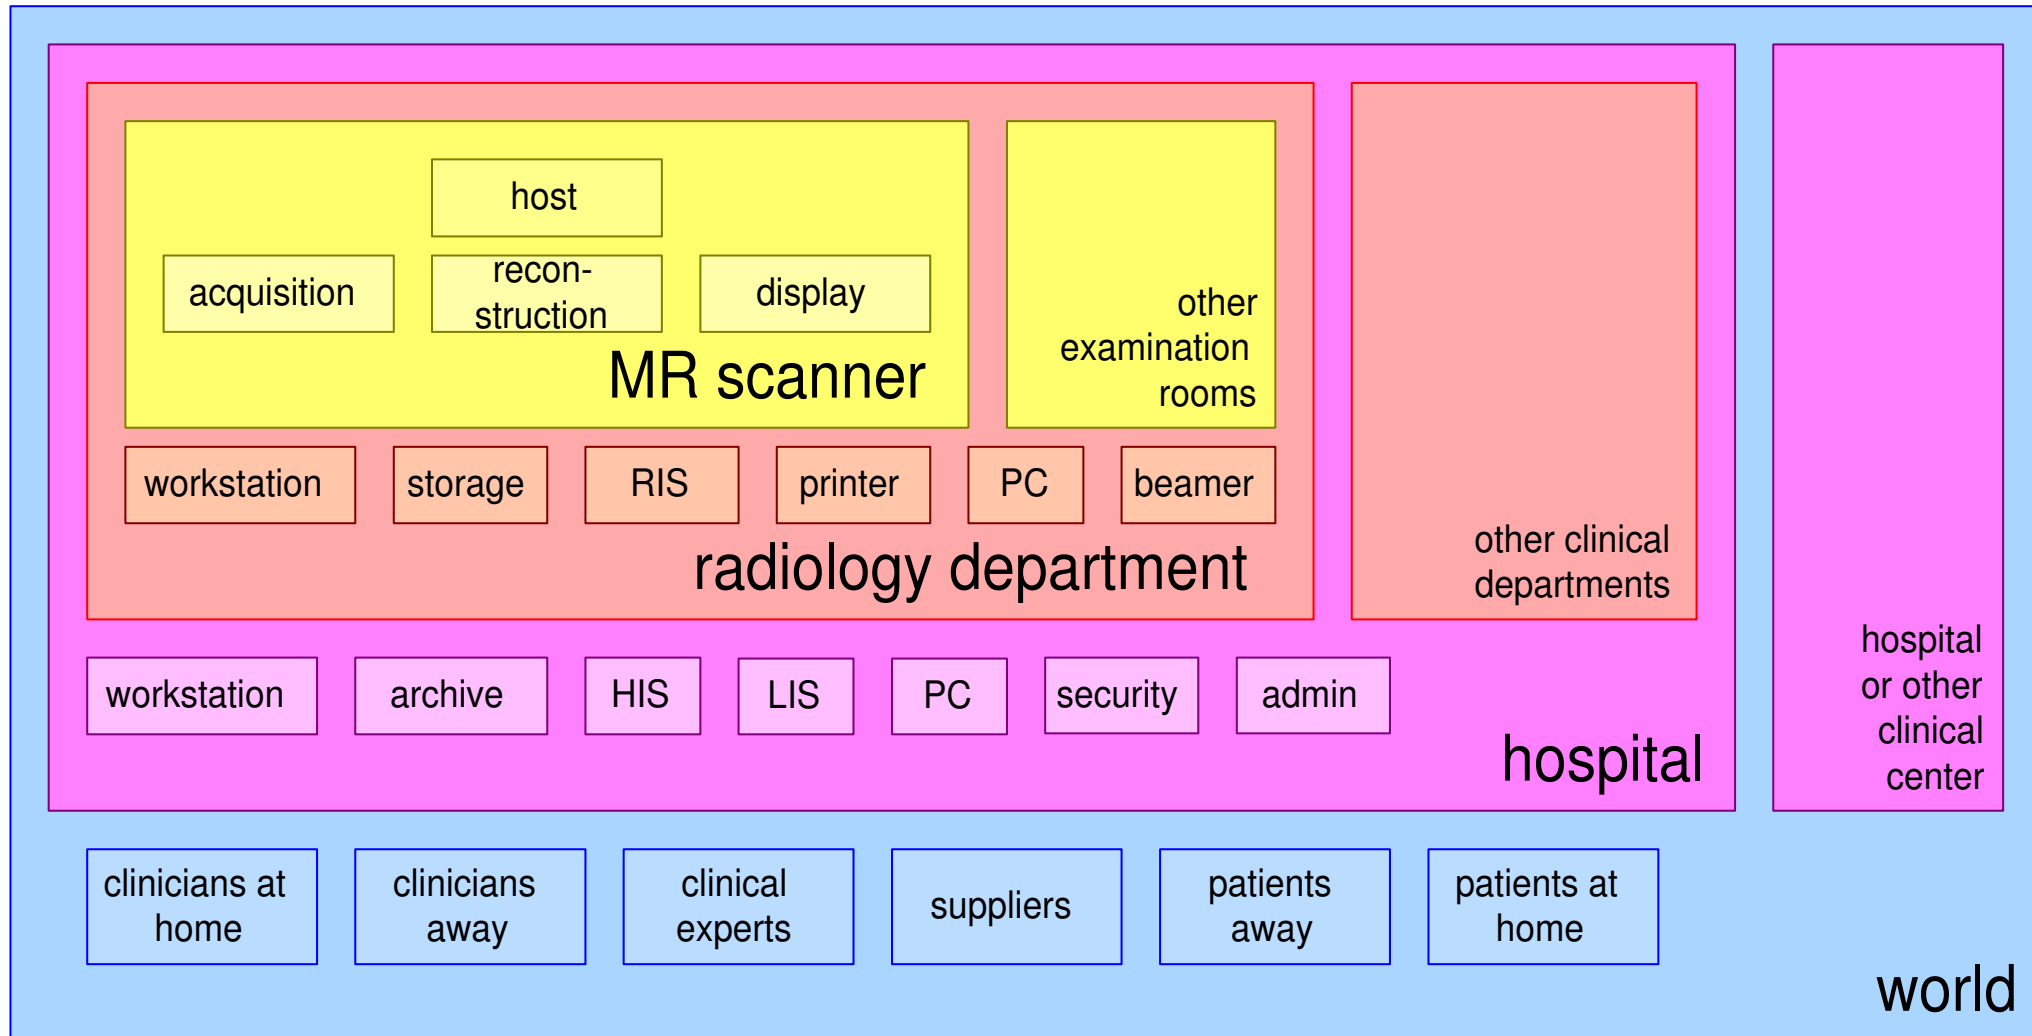 host
acquisition
recon-
struction
display
MR scanner
other
examination
rooms
workstation
storage
RIS
printer
PC
beamer
radiology department
other clinical
departments
workstation
archive
HIS
LIS
PC
security
admin
hospital
hospital
or other
clinical
center
clinicians at
home
clinicians
away
clinical
experts
suppliers
patients
away
patients at
home
world